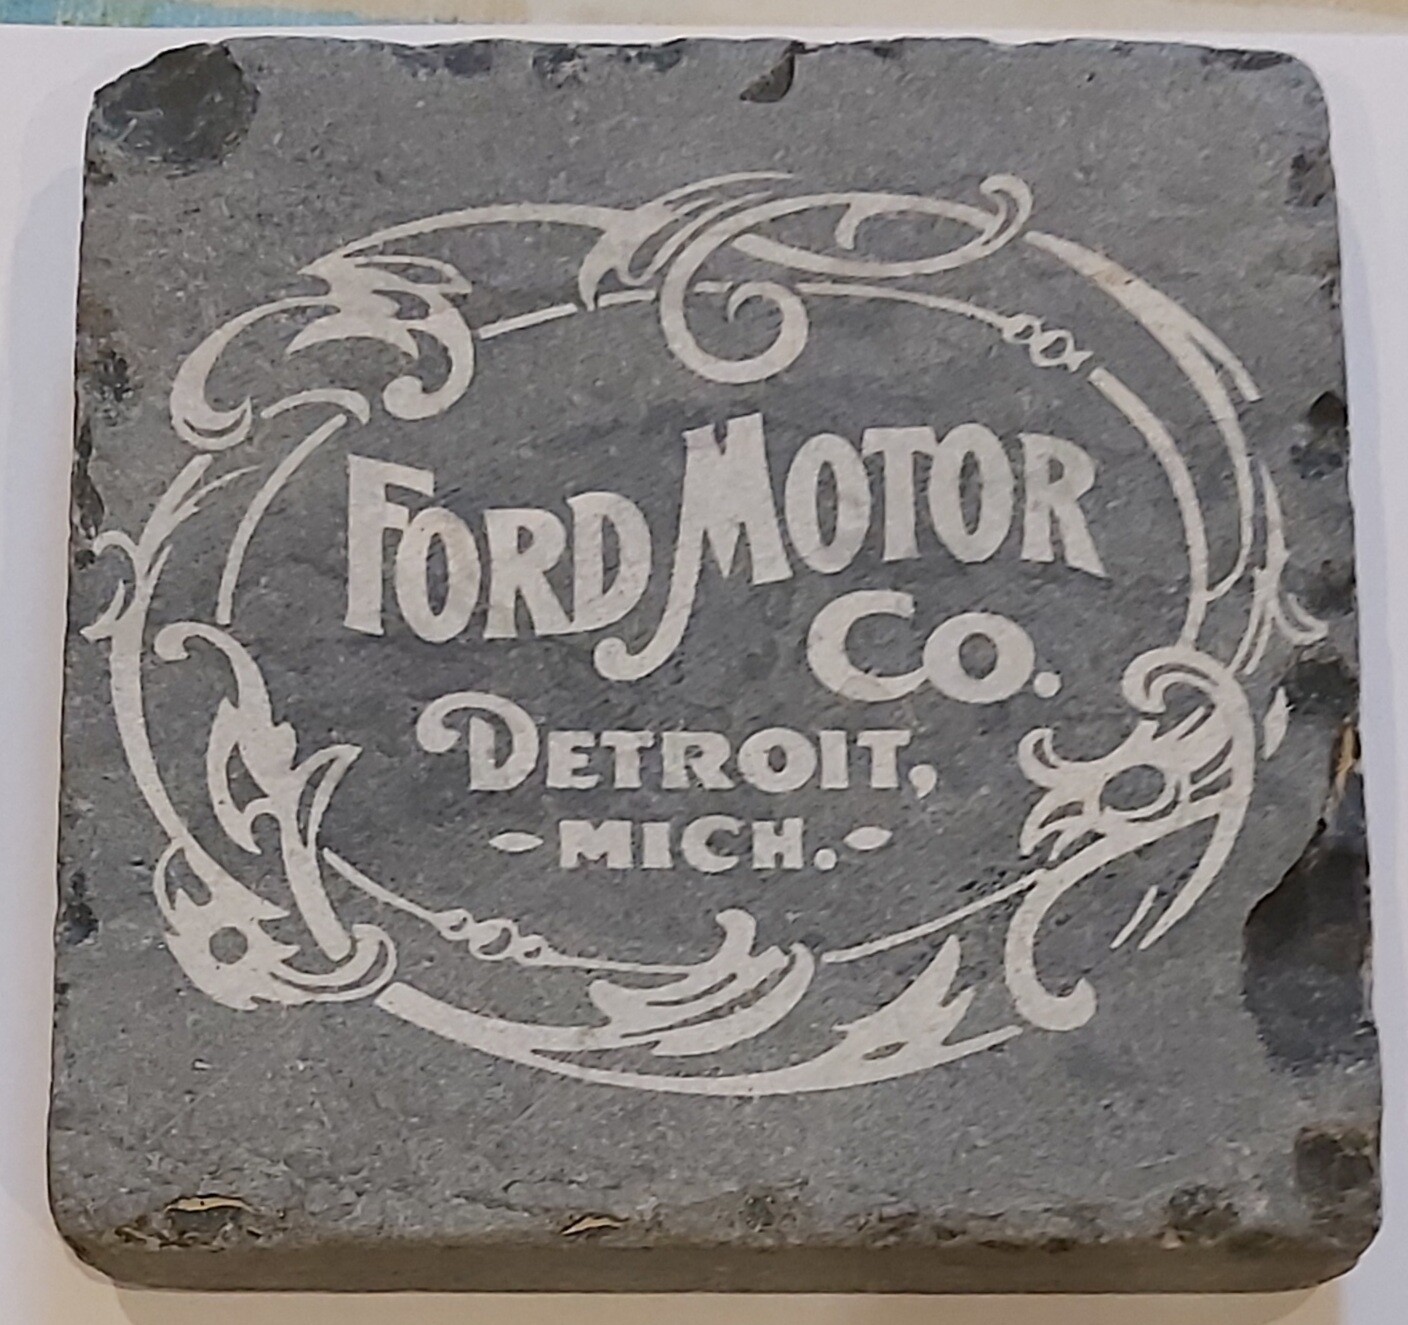 FORD MOTOR
CO.
DETROIT,
-MICH.-